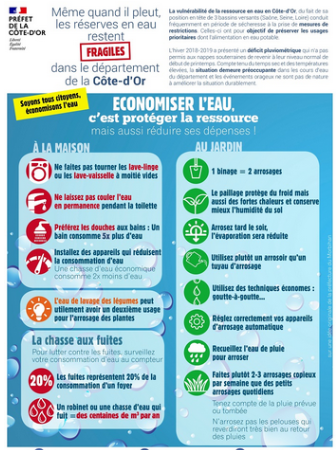 PRÉFET
DE LA
CÔTE-D'OR
Liberté
Égalité
Fraternité
Même quand il pleut,
les réserves en eau
restent
FRAGILES
dans le département
de la Côte-d'Or
La vulnérabilité de la ressource en eau en Côte-d'Or, du fait de sa
position en tête de 3 bassins versants (Saône, Seine, Loire) conduit
fréquemment en période de sécheresse à la prise de mesures de
restrictions. Celles-ci ont pour objectif de préserver les usages
prioritaires dont l'alimentation en eau potable.
L'hiver 2018-2019 a présenté un déficit pluviométrique qui n'a pas
permis aux nappes souterraines de revenir à leur niveau normal de
début de printemps. Compte tenu du temps sec et des températures
élevées, la situation demeure préoccupante dans les cours d'eau
du département et les évènements orageux ne sont pas de nature à
améliorer la situation durablement.
Soyons tous citoyens,
économisons l'eau
ECONOMISER L'EAU,
c'est protéger la ressource
mais aussi réduire ses dépenses !
À LA MAISON
Ne faites pas tourner les lave-linge
ou les lave-vaisselle à moitié vides
Ne laissez pas couler l'eau
en permanence pendant la toilette
Préférez les douches aux bains : Un
bain consomme 5x plus d'eau
Installez des appareils qui réduisent
la consommation d'eau
Une chasse d'eau économique
consomme 2x moins d'eau
L'eau de lavage des légumes peut
utilement avoir un deuxième usage
pour l'arrosage des plantes
La chasse aux fuites
Pour lutter contre les fuites, surveillez
votre consommation d'eau au compteur
20%
Les fuites représentent 20% de la
consommation d'un foyer
Un robinet ou une chasse d'eau qui
fuit = des centaines de m³ par an
AU JARDIN
1 binage = 2 arrosages
Le paillage protège du froid mais
aussi des fortes chaleurs et conserve
mieux l'humidité du sol
Arrosez tard le soir,
l'évaporation sera réduite
Utilisez plutôt un arrosoir qu'un
tuyau d'arrosage
Utilisez des techniques économes :
goutte-à-goutte...
Réglez correctement vos appareils
d'arrosage automatique
Recueillez l'eau de pluie
pour arroser
Faites plutôt 2-3 arrosages copieux
par semaine que des petits
arrosages quotidiens
Tenez compte de la pluie prévue
ou tombée
N'arrosez pas les pelouses qui
reverdiront très bien au retour
des pluies